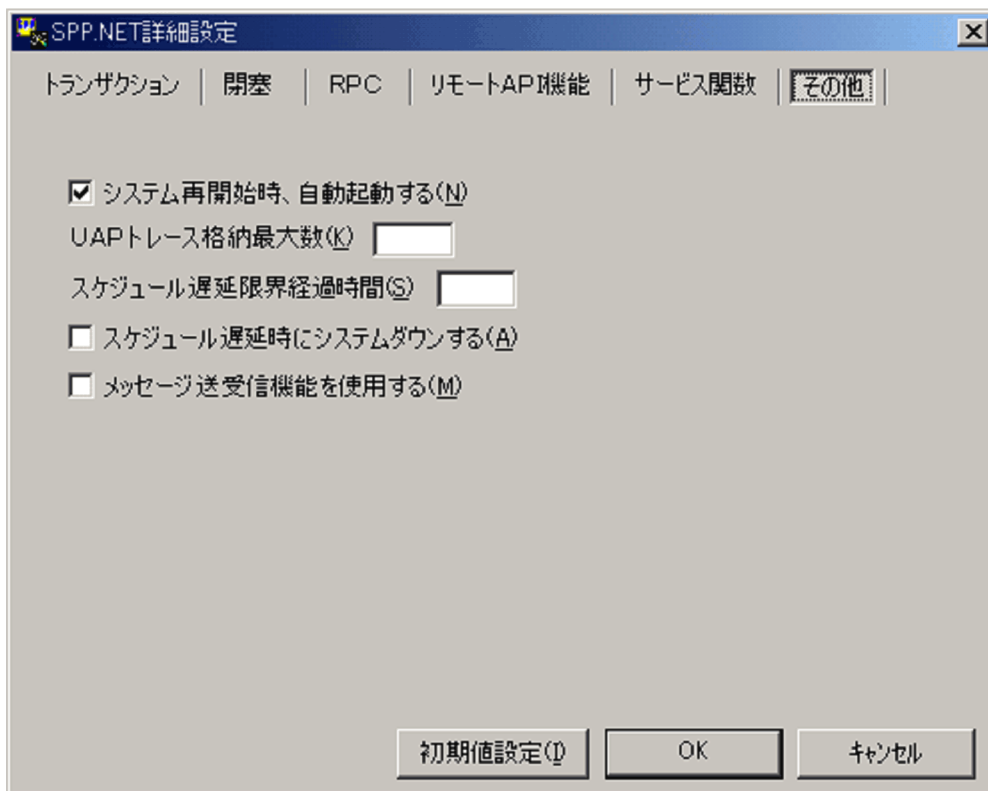 SPP.NET詳細設定
トランザクション 閉塞 RPC リモートAPI機能 サービス関数 その他
システム再開始時、自動起動する(N)
UAPトレース格納最大数(K)
スケジュール遅延限界経過時間(S)
スケジュール遅延時にシステムダウンする(A)
メッセージ送受信機能を使用する(M)
初期値設定(I) OK キャンセル